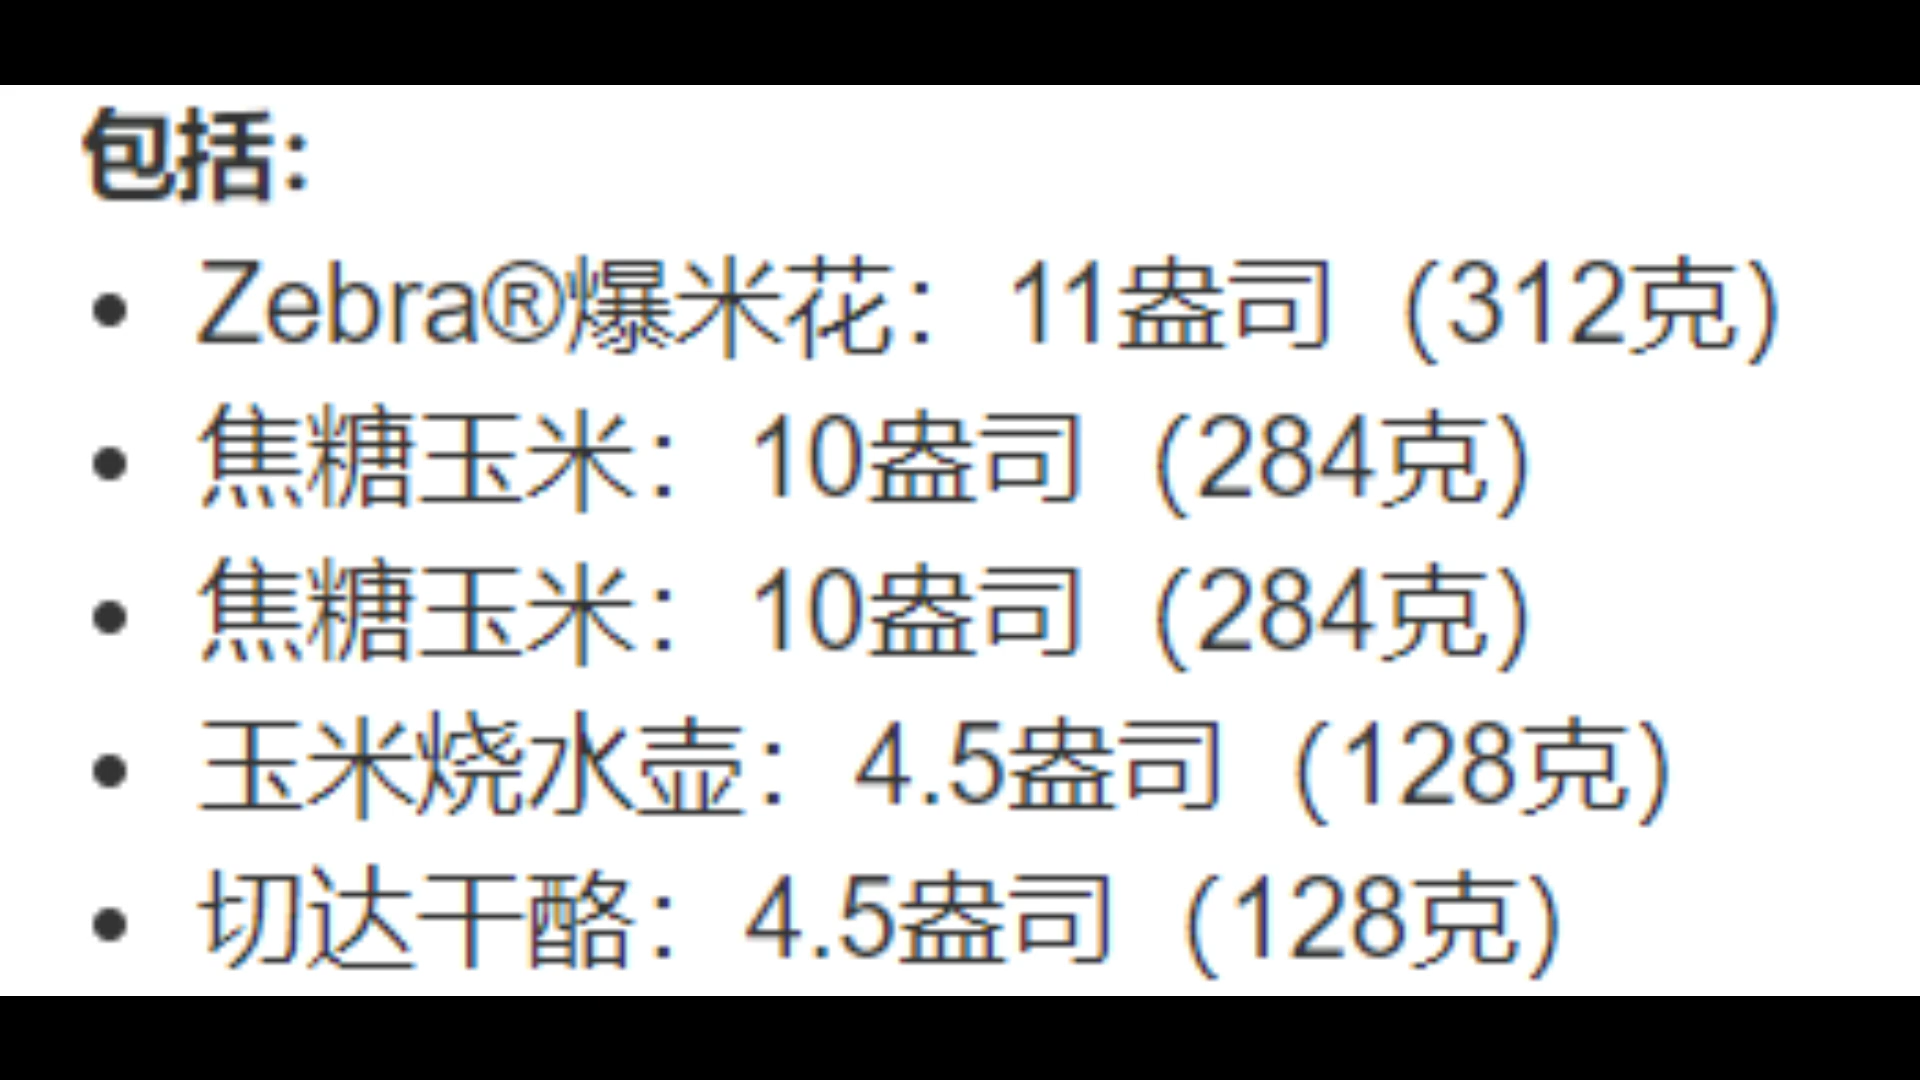 包括：
• Zebra®爆米花：11盎司（312克）
• 焦糖玉米：10盎司（284克）
• 焦糖玉米：10盎司（284克）
• 玉米烧水壶：4.5盎司（128克）
• 切达干酪：4.5盎司（128克）